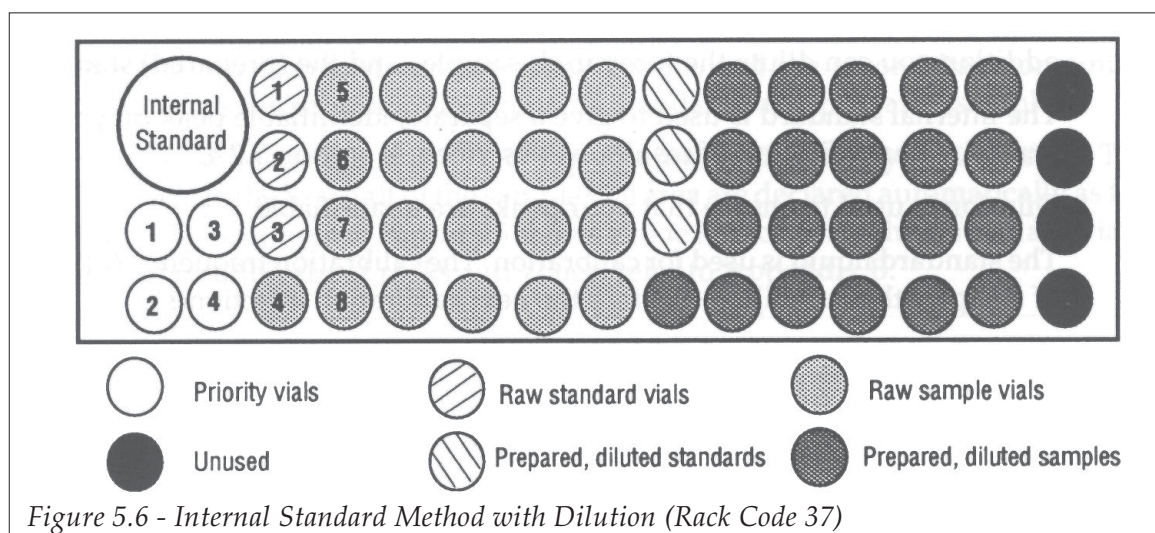 Internal
Standard
1 5
2 6
1 3 3 7
2 4 4 8
Priority vials Raw standard vials Raw sample vials
Unused Prepared, diluted standards Prepared, diluted samples
Figure 5.6 - Internal Standard Method with Dilution (Rack Code 37)